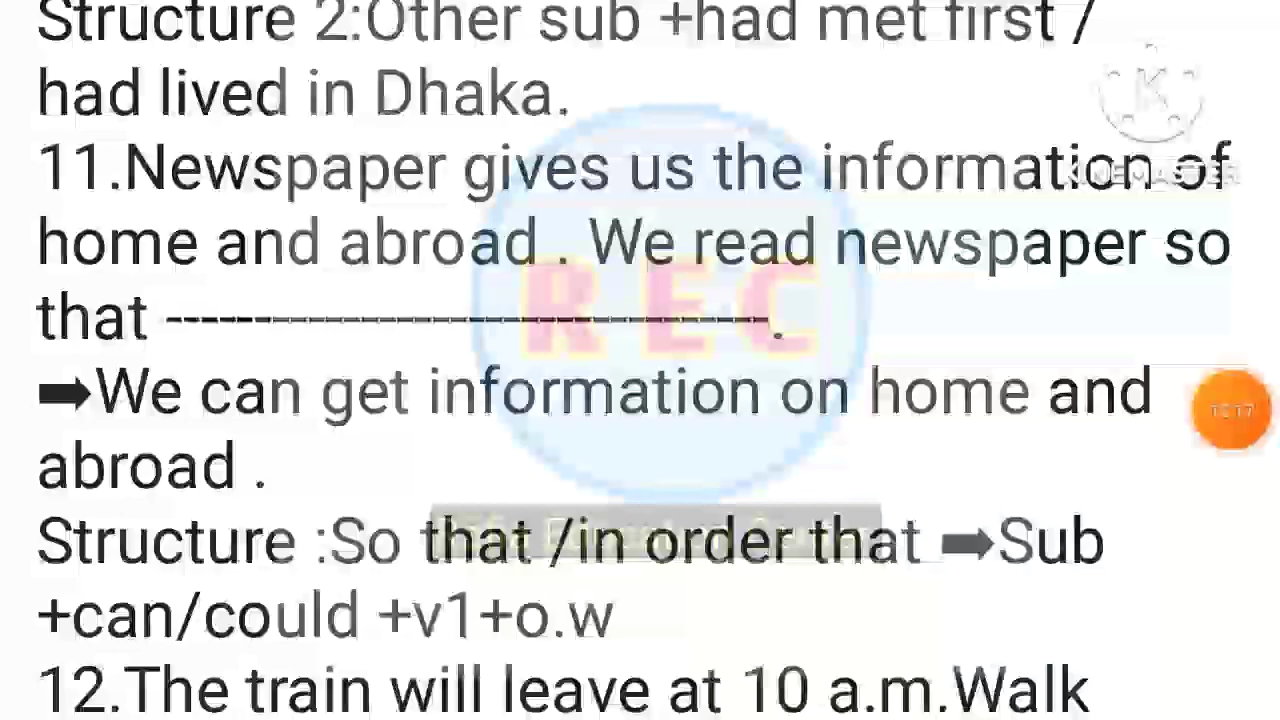 Structure 2:Other sub +had met first /
had lived in Dhaka.
11.Newspaper gives us the information of
home and abroad . We read newspaper so
that -------------------------------------------.
➡We can get information on home and
abroad .
Structure :So that /in order that ➡Sub
+can/could +v1+o.w
12.The train will leave at 10 a.m.Walk
REC
K
KINEMASTER